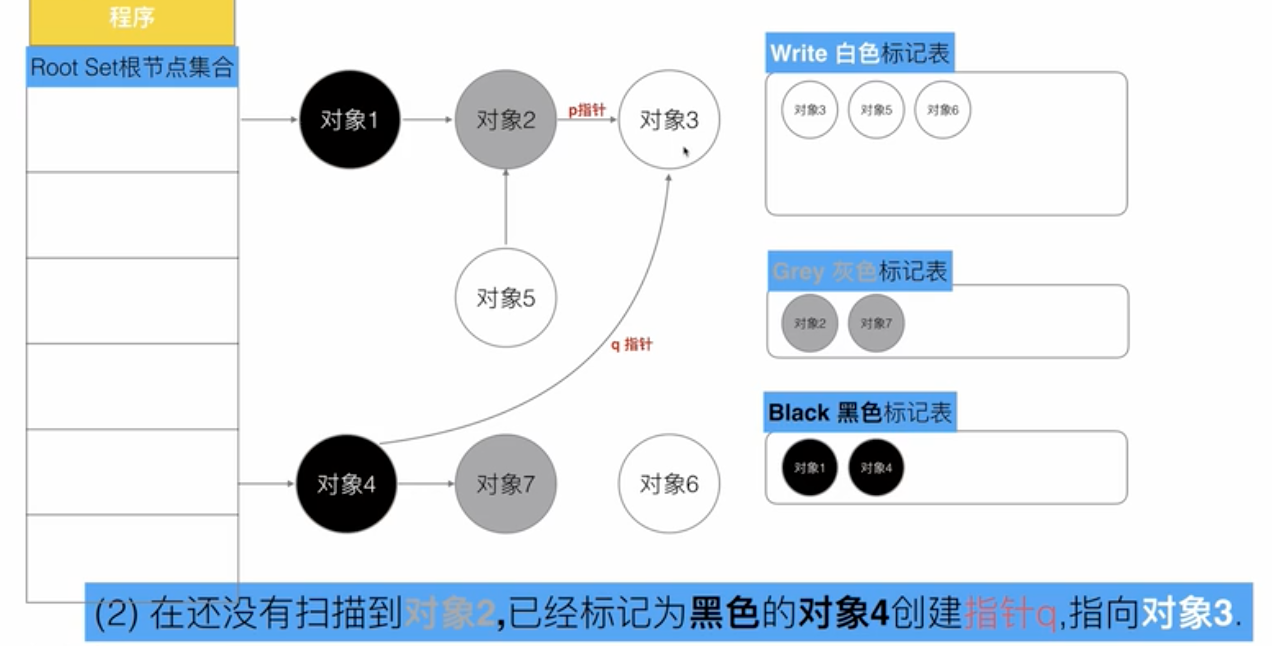 程序
Root Set根节点集合
对象1
对象2
p指针
对象3
对象5
q 指针
对象4
对象7
对象6
Write 白色标记表
对象3 对象5 对象6
Grey 灰色标记表
对象2 对象7
Black 黑色标记表
对象1 对象4
(2) 在还没有扫描到对象2,已经标记为黑色的对象4创建指针q,指向对象3.